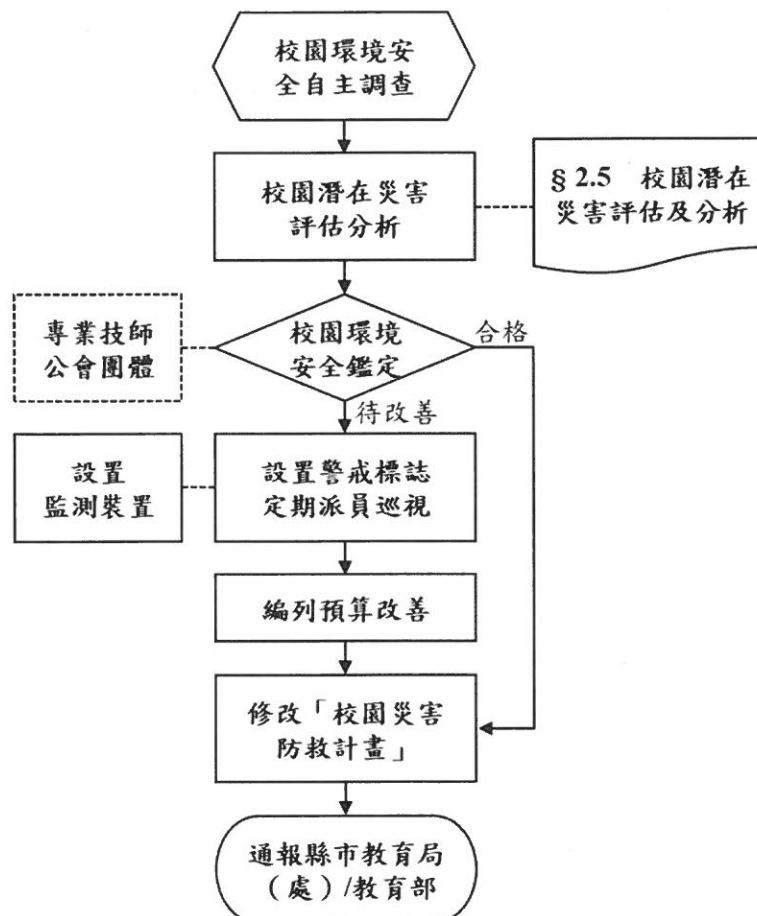 校園環境安
全自主調查
校園潛在災害
評估分析
§ 2.5 校園潛在
災害評估及分析
專業技師
公會團體
校園環境
安全鑑定
合格
待改善
設置
監測裝置
設置警戒標誌
定期派員巡視
編列預算改善
修改「校園災害
防救計畫」
通報縣市教育局
（處）/教育部